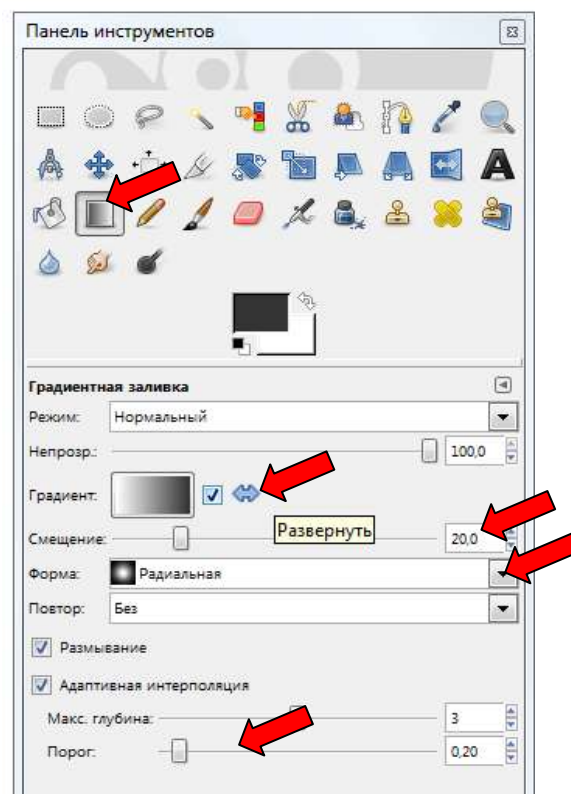 Панель инструментов
A
Градиентная заливка
Режим: Нормальный
Непрозр.: 100,0
Градиент:
Развернуть
Смещение: 20,0
Форма: Радиальная
Повтор: Без
Размывание
Адаптивная интерполяция
Макс. глубина: 3
Порог: 0,20